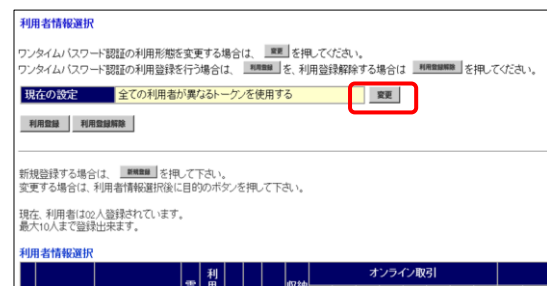 利用者情報選択
ワンタイムパスワード認証の利用形態を変更する場合は、 変更 を押してください。
ワンタイムパスワード認証の利用登録を行う場合は、 利用登録 を、利用登録解除する場合は 利用登録解除 を押してください。
現在の設定 全ての利用者が異なるトークンを使用する 変更
利用登録 利用登録解除
新規登録する場合は、 新規登録 を押して下さい。
変更する場合は、利用者情報選択後に目的のボタンを押して下さい。
現在、利用者は02人登録されています。
最大10人まで登録出来ます。
利用者情報選択
利 オンライン取引